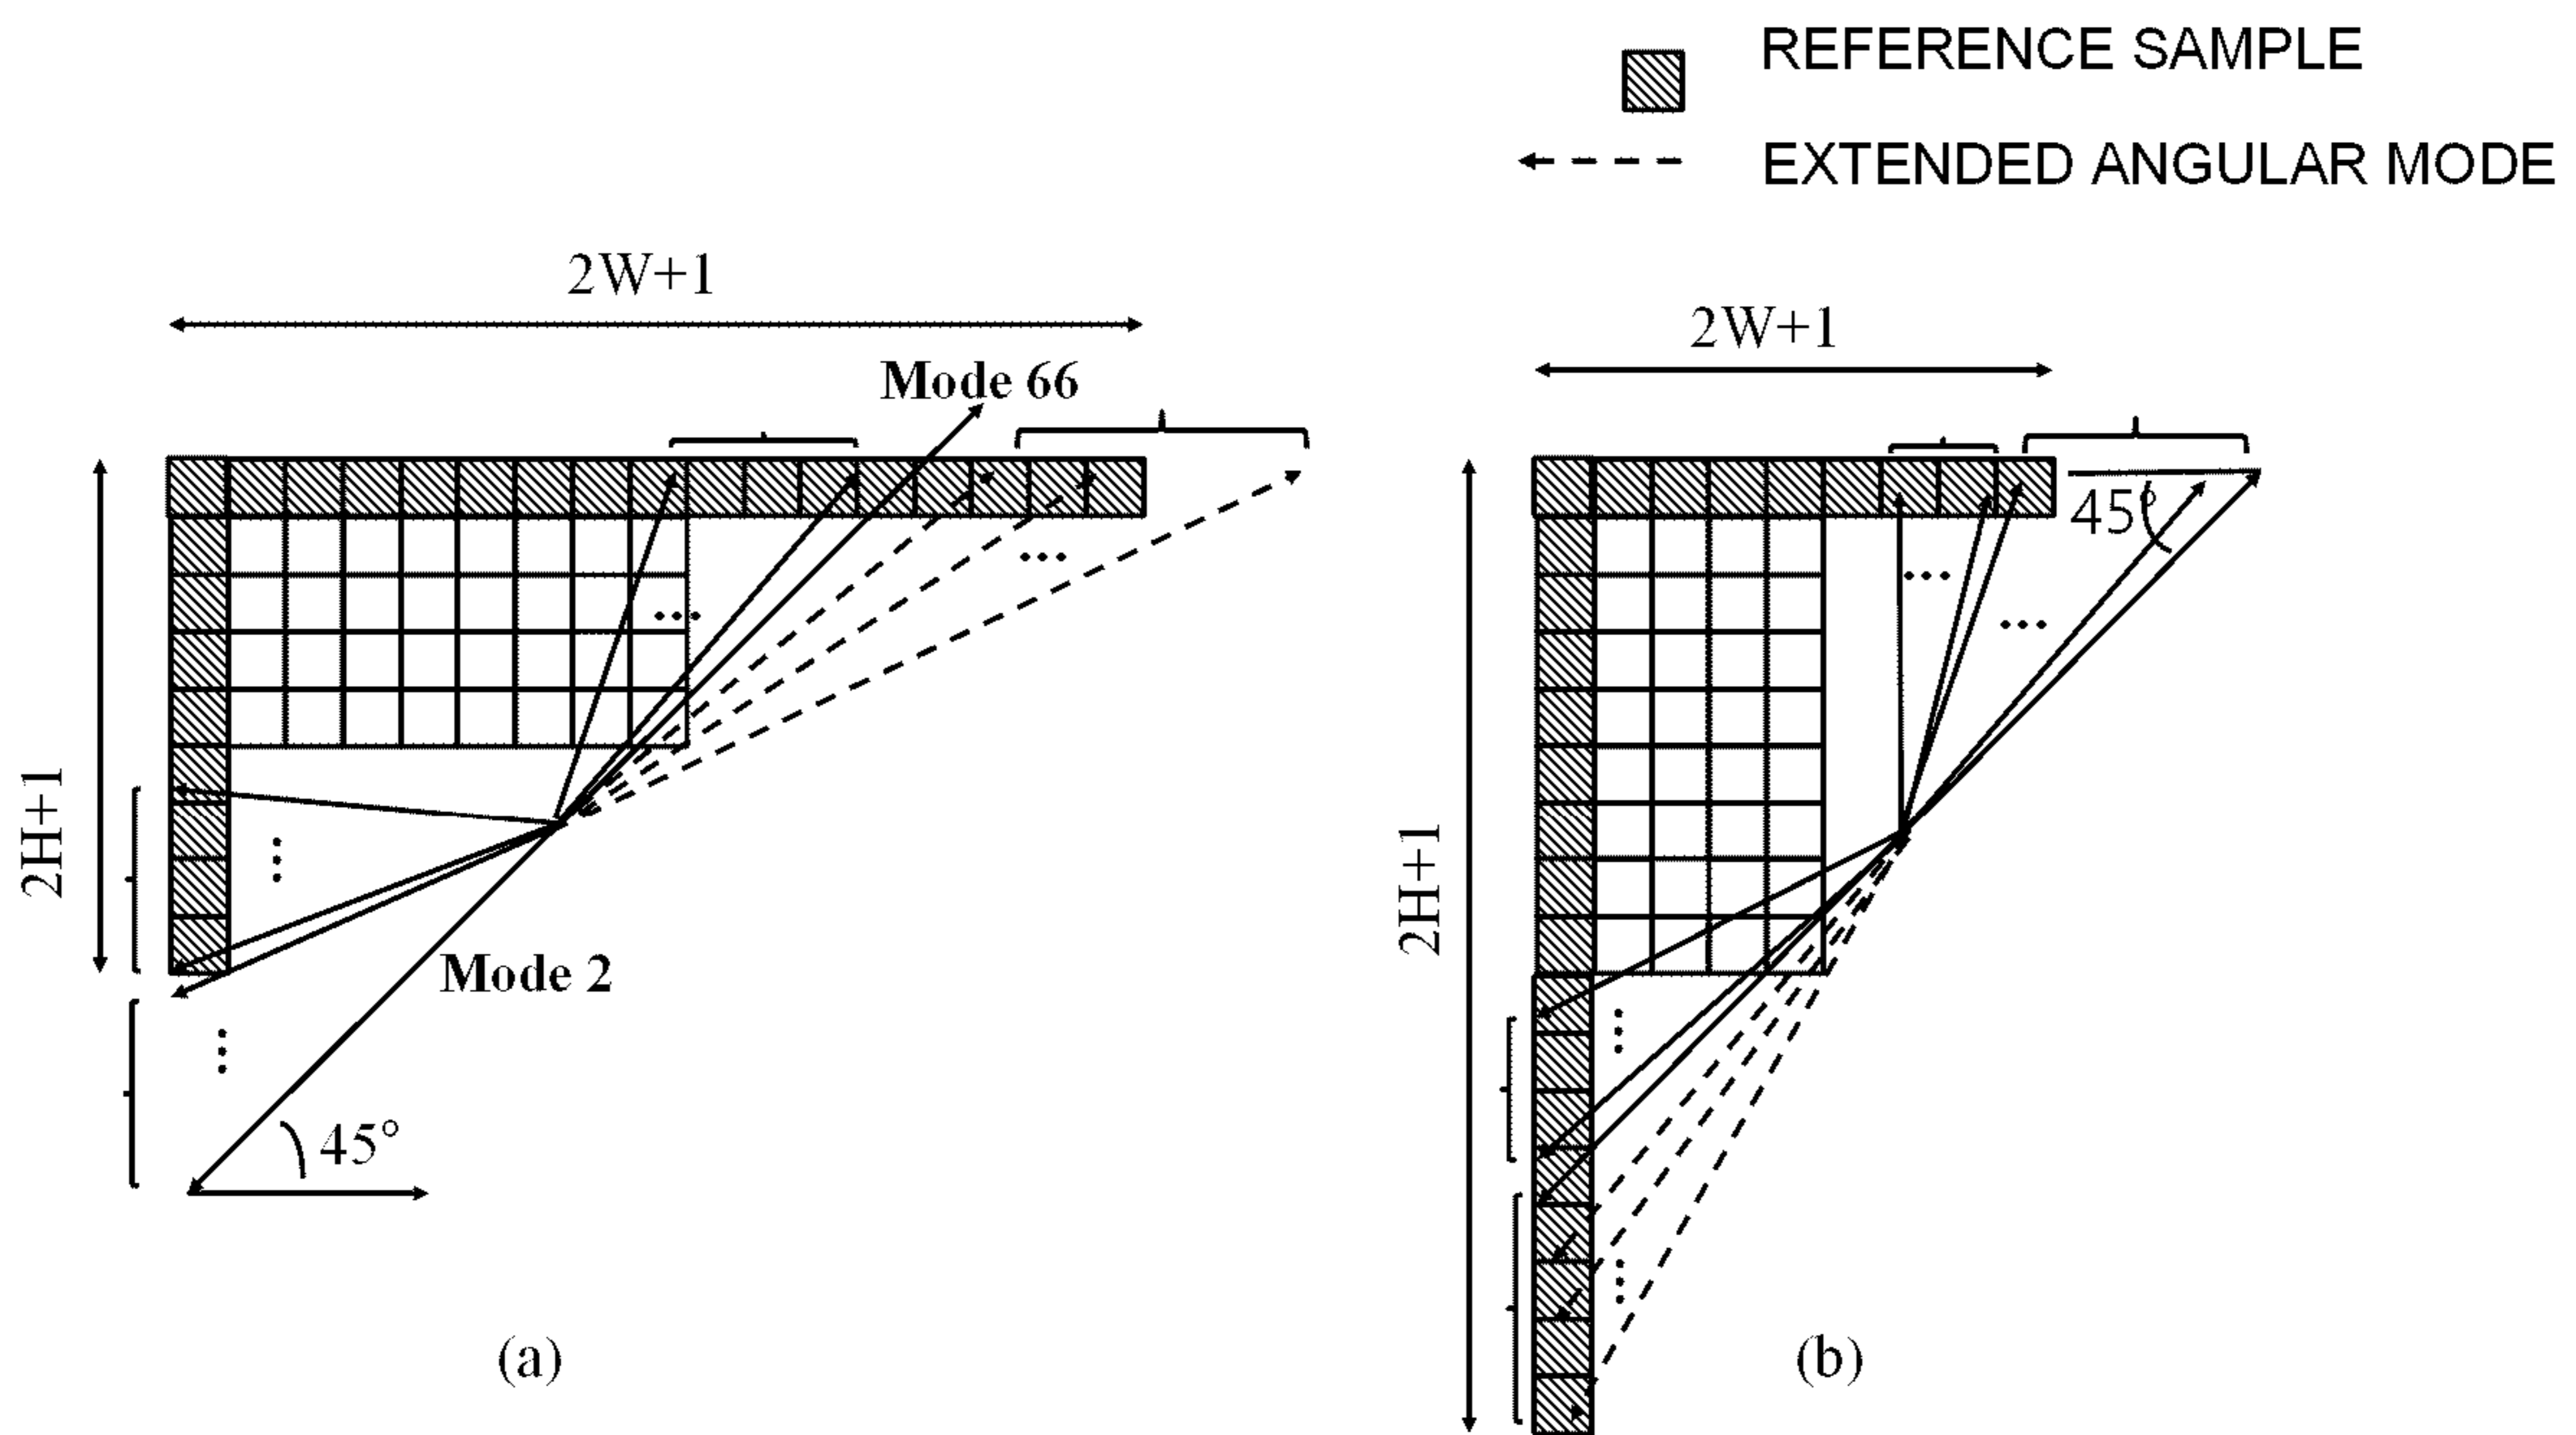 REFERENCE SAMPLE
EXTENDED ANGULAR MODE
2W+1
Mode 66
2H+1
Mode 2
45°
(a)
2W+1
45°
2H+1
(b)